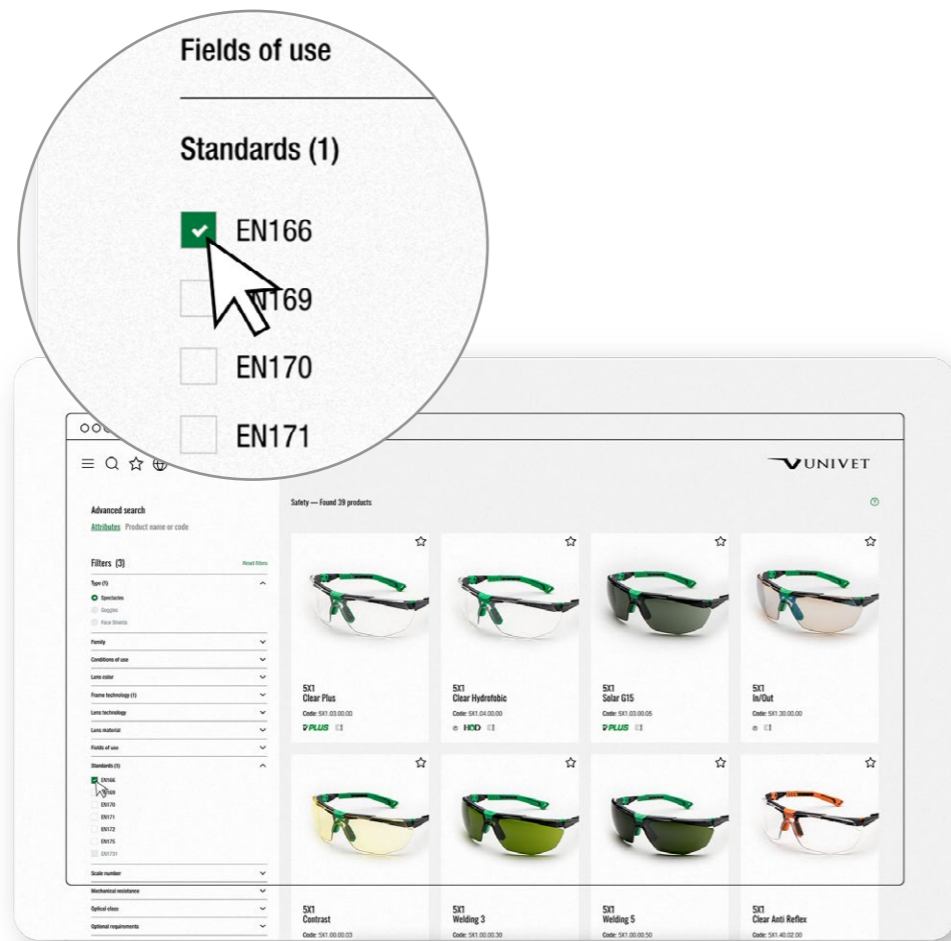 Fields of use
Standards (1)
EN166
EN169
EN170
EN171
UNIVET
Advanced search
Attributes Product name or code
Safety — Found 39 products
Filters (3)
Reset filters
Type (1)
Spectacles
Goggles
Face Shields
Family
Conditions of use
Lens color
Frame technology (1)
Lens technology
Lens material
Fields of use
Standards (1)
EN166
EN169
EN170
EN171
EN172
EN175
EN1731
Scale number
Mechanical resistance
Optical class
Optional requirements
5X1
Clear Plus
Code: 5X1.03.00.00
PLUS
5X1
Clear Hydrofobic
Code: 5X1.04.00.00
5X1
Solar G15
Code: 5X1.03.00.05
PLUS
5X1
In/Out
Code: 5X1.30.00.00
5X1
Contrast
Code: 5X1.00.00.03
5X1
Welding 3
Code: 5X1.00.00.30
5X1
Welding 5
Code: 5X1.00.00.50
5X1
Clear Anti Reflex
Code: 5X1.40.02.00